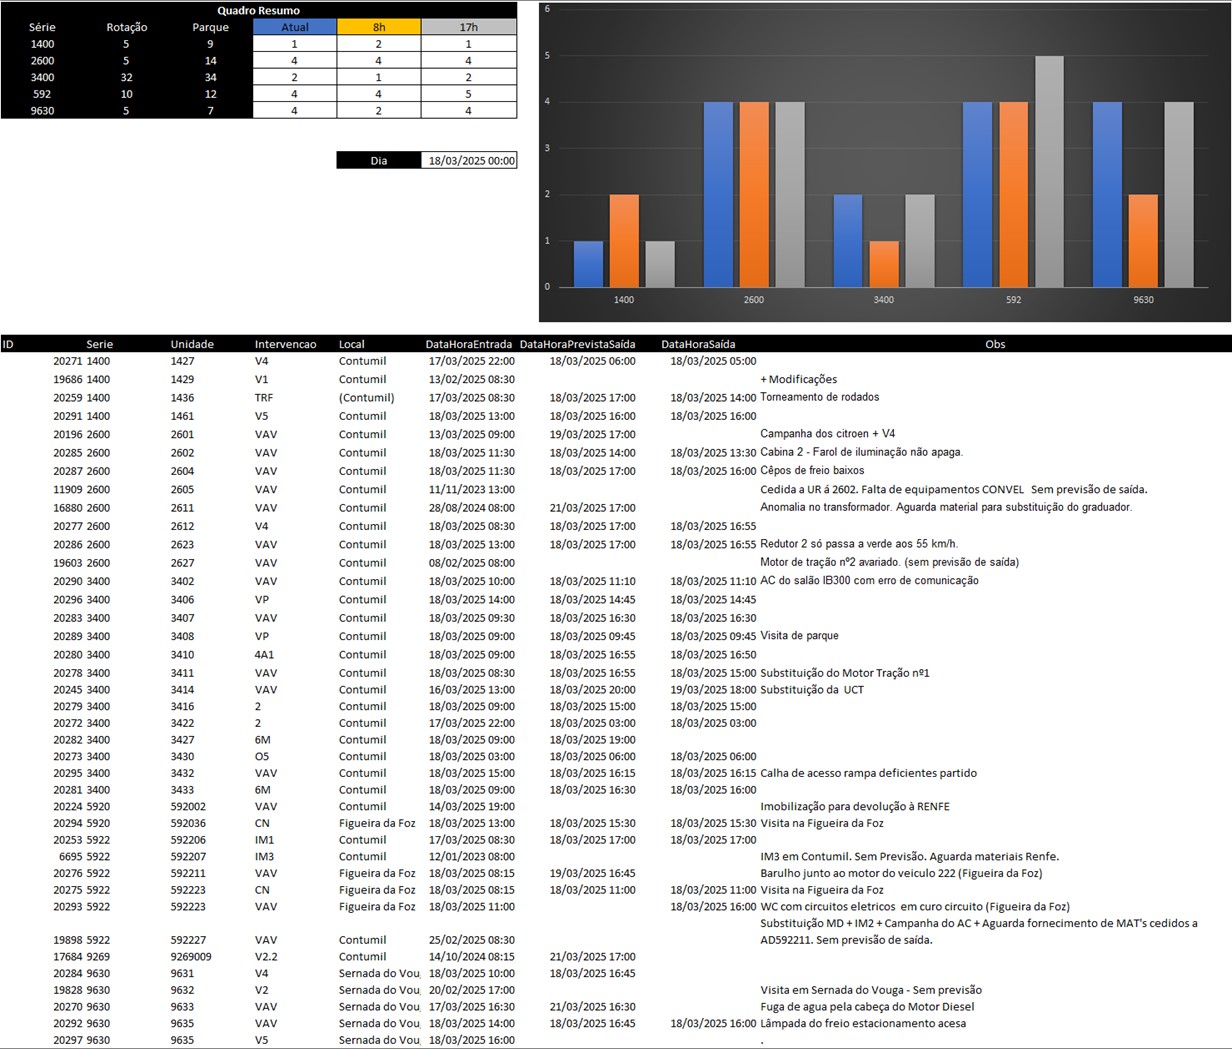 Quadro Resumo
Série Rotação Parque Atual 8h 17h
1400 5 9 1 2 1
2600 5 14 4 4 4
3400 32 34 2 1 2
592 10 12 4 4 5
9630 5 7 4 2 4
Dia 18/03/2025 00:00
6
5
4
3
2
1
0
1400 2600 3400 592 9630
ID Serie Unidade Intervencao Local DataHoraEntrada DataHoraPrevistaSaída DataHoraSaída Obs
20271 1400 1427 V4 Contumil 17/03/2025 22:00 18/03/2025 06:00 18/03/2025 05:00
19686 1400 1429 V1 Contumil 13/02/2025 08:30 + Modificações
20259 1400 1436 TRF (Contumil) 17/03/2025 08:30 18/03/2025 17:00 18/03/2025 14:00 Torneamento de rodados
20291 1400 1461 V5 Contumil 18/03/2025 13:00 18/03/2025 16:00 18/03/2025 16:00
20196 2600 2601 VAV Contumil 13/03/2025 09:00 19/03/2025 17:00 Campanha dos citroen + V4
20285 2600 2602 VAV Contumil 18/03/2025 11:30 18/03/2025 14:00 18/03/2025 13:30 Cabina 2 - Farol de iluminação não apaga.
20287 2600 2604 VAV Contumil 18/03/2025 11:30 18/03/2025 17:00 18/03/2025 16:00 Cêpos de freio baixos
11909 2600 2605 VAV Contumil 11/11/2023 13:00 Cedida a UR á 2602. Falta de equipamentos CONVEL Sem previsão de saída.
16880 2600 2611 VAV Contumil 28/08/2024 08:00 21/03/2025 17:00 Anomalia no transformador. Aguarda material para substituição do graduador.
20277 2600 2612 V4 Contumil 18/03/2025 08:30 18/03/2025 17:00 18/03/2025 16:55
20286 2600 2623 VAV Contumil 18/03/2025 13:00 18/03/2025 17:00 18/03/2025 16:55 Redutor 2 só passa a verde aos 55 km/h.
19603 2600 2627 VAV Contumil 08/02/2025 08:00 Motor de tração nº2 avariado. (sem previsão de saída)
20290 3400 3402 VAV Contumil 18/03/2025 10:00 18/03/2025 11:10 18/03/2025 11:10 AC do salão IB300 com erro de comunicação
20296 3400 3406 VP Contumil 18/03/2025 14:00 18/03/2025 14:45 18/03/2025 14:45
20283 3400 3407 VAV Contumil 18/03/2025 09:30 18/03/2025 16:30 18/03/2025 16:30
20289 3400 3408 VP Contumil 18/03/2025 09:00 18/03/2025 09:45 18/03/2025 09:45 Visita de parque
20280 3400 3410 4A1 Contumil 18/03/2025 09:00 18/03/2025 16:55 18/03/2025 16:50
20278 3400 3411 VAV Contumil 18/03/2025 08:30 18/03/2025 16:55 18/03/2025 15:00 Substituição do Motor Tração nº1
20245 3400 3414 VAV Contumil 16/03/2025 13:00 18/03/2025 20:00 19/03/2025 18:00 Substituição da UCT
20279 3400 3416 2 Contumil 18/03/2025 09:00 18/03/2025 15:00 18/03/2025 15:00
20272 3400 3422 2 Contumil 17/03/2025 22:00 18/03/2025 03:00 18/03/2025 03:00
20282 3400 3427 6M Contumil 18/03/2025 09:00 18/03/2025 19:00
20273 3400 3430 O5 Contumil 18/03/2025 03:00 18/03/2025 06:00 18/03/2025 06:00
20295 3400 3432 VAV Contumil 18/03/2025 15:00 18/03/2025 16:15 18/03/2025 16:15 Calha de acesso rampa deficientes partido
20281 3400 3433 6M Contumil 18/03/2025 09:00 18/03/2025 16:30 18/03/2025 16:00
20224 5920 592002 VAV Contumil 14/03/2025 19:00 Imobilização para devolução à RENFE
20294 5920 592036 CN Figueira da Foz 18/03/2025 13:00 18/03/2025 15:30 18/03/2025 15:30 Visita na Figueira da Foz
20253 5922 592206 IM1 Contumil 17/03/2025 08:30 18/03/2025 17:00 18/03/2025 17:00
6695 5922 592207 IM3 Contumil 12/01/2023 08:00 IM3 em Contumil. Sem Previsão. Aguarda materiais Renfe.
20276 5922 592211 VAV Figueira da Foz 18/03/2025 08:15 19/03/2025 16:45 Barulho junto ao motor do veiculo 222 (Figueira da Foz)
20275 5922 592223 CN Figueira da Foz 18/03/2025 08:15 18/03/2025 11:00 18/03/2025 11:00 Visita na Figueira da Foz
20293 5922 592223 VAV Figueira da Foz 18/03/2025 11:00 18/03/2025 16:00 WC com circuitos eletricos em curo circuito (Figueira da Foz)
Substituição MD + IM2 + Campanha do AC + Aguarda fornecimento de MAT's cedidos a
19898 5922 592227 VAV Contumil 25/02/2025 08:30 AD592211. Sem previsão de saída.
17684 9269 9269009 V2.2 Contumil 14/10/2024 08:15 21/03/2025 17:00
20284 9630 9631 V4 Sernada do Vou 18/03/2025 10:00 18/03/2025 16:45
19828 9630 9632 V2 Sernada do Vou 20/02/2025 17:00 Visita em Sernada do Vouga - Sem previsão
20270 9630 9633 VAV Sernada do Vou 17/03/2025 16:30 21/03/2025 16:30 Fuga de agua pela cabeça do Motor Diesel
20292 9630 9635 VAV Sernada do Vou 18/03/2025 14:00 18/03/2025 16:45 18/03/2025 16:00 Lâmpada do freio estacionamento acesa
20297 9630 9635 V5 Sernada do Vou 18/03/2025 16:00 .